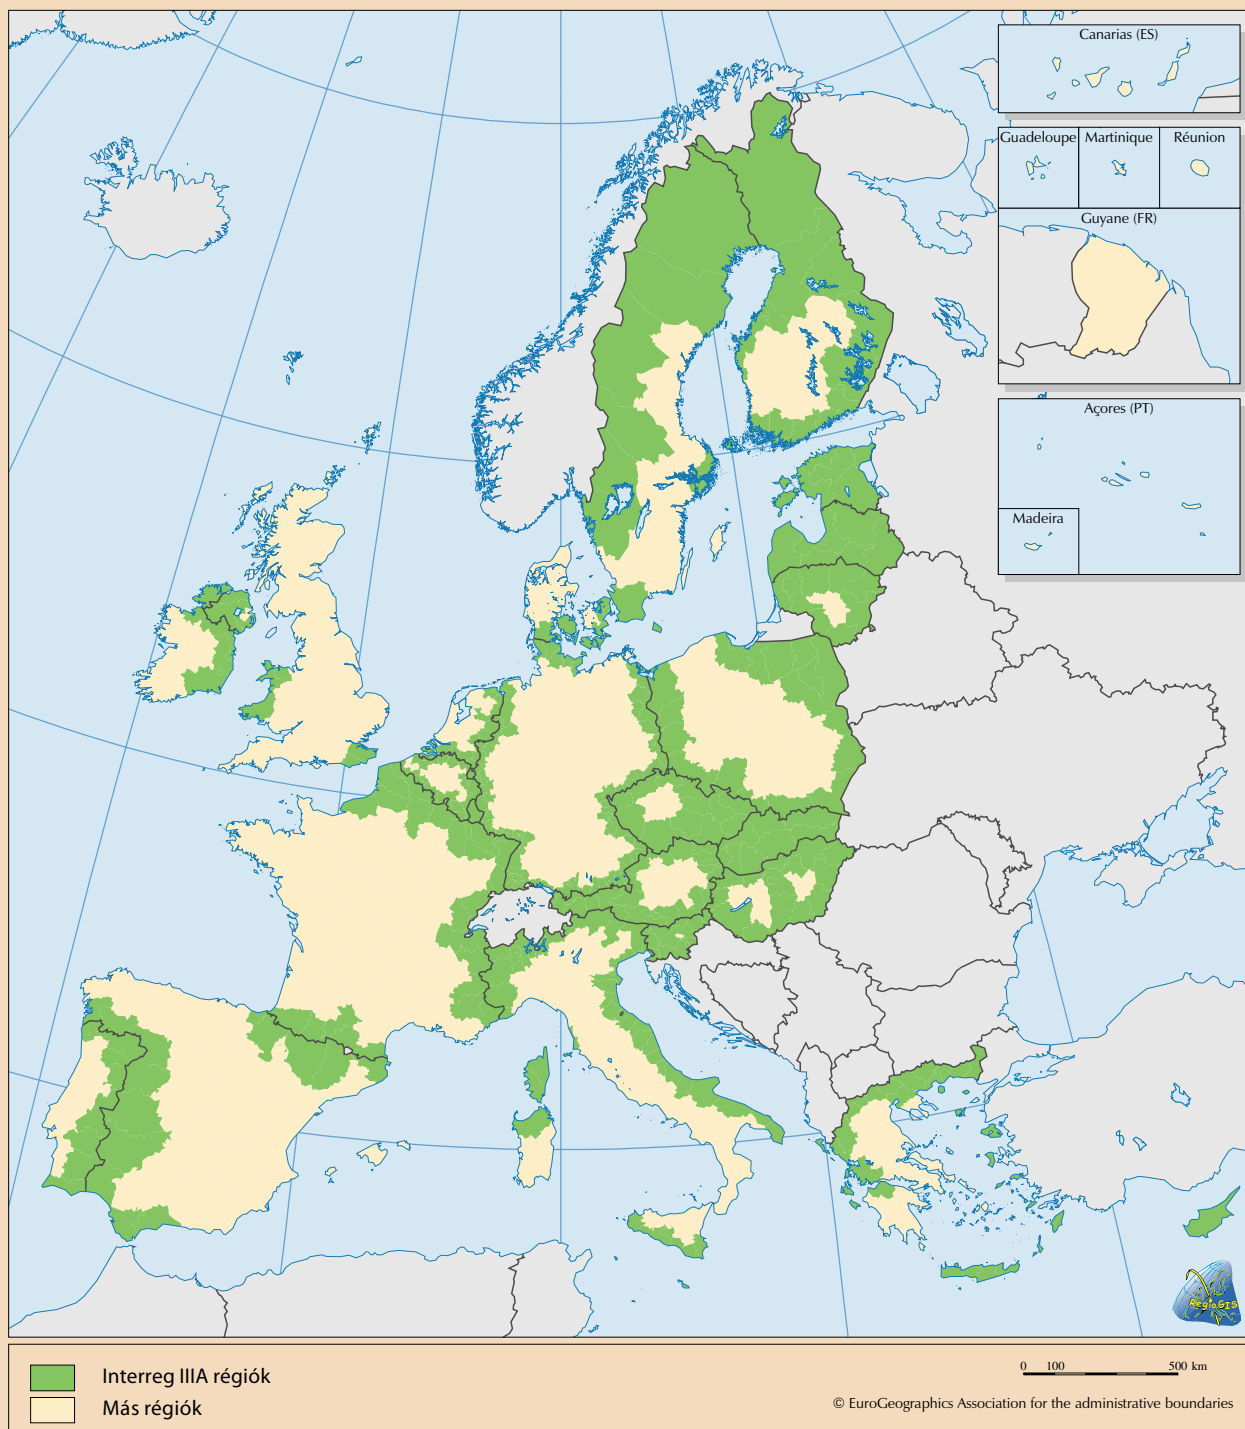 Canarias (ES)
Guadeloupe
Martinique
Réunion
Guyane (FR)
Açores (PT)
Madeira
RegioGIS
Interreg IIIA régiók
Más régiók
0 100 500 km
© EuroGeographics Association for the administrative boundaries